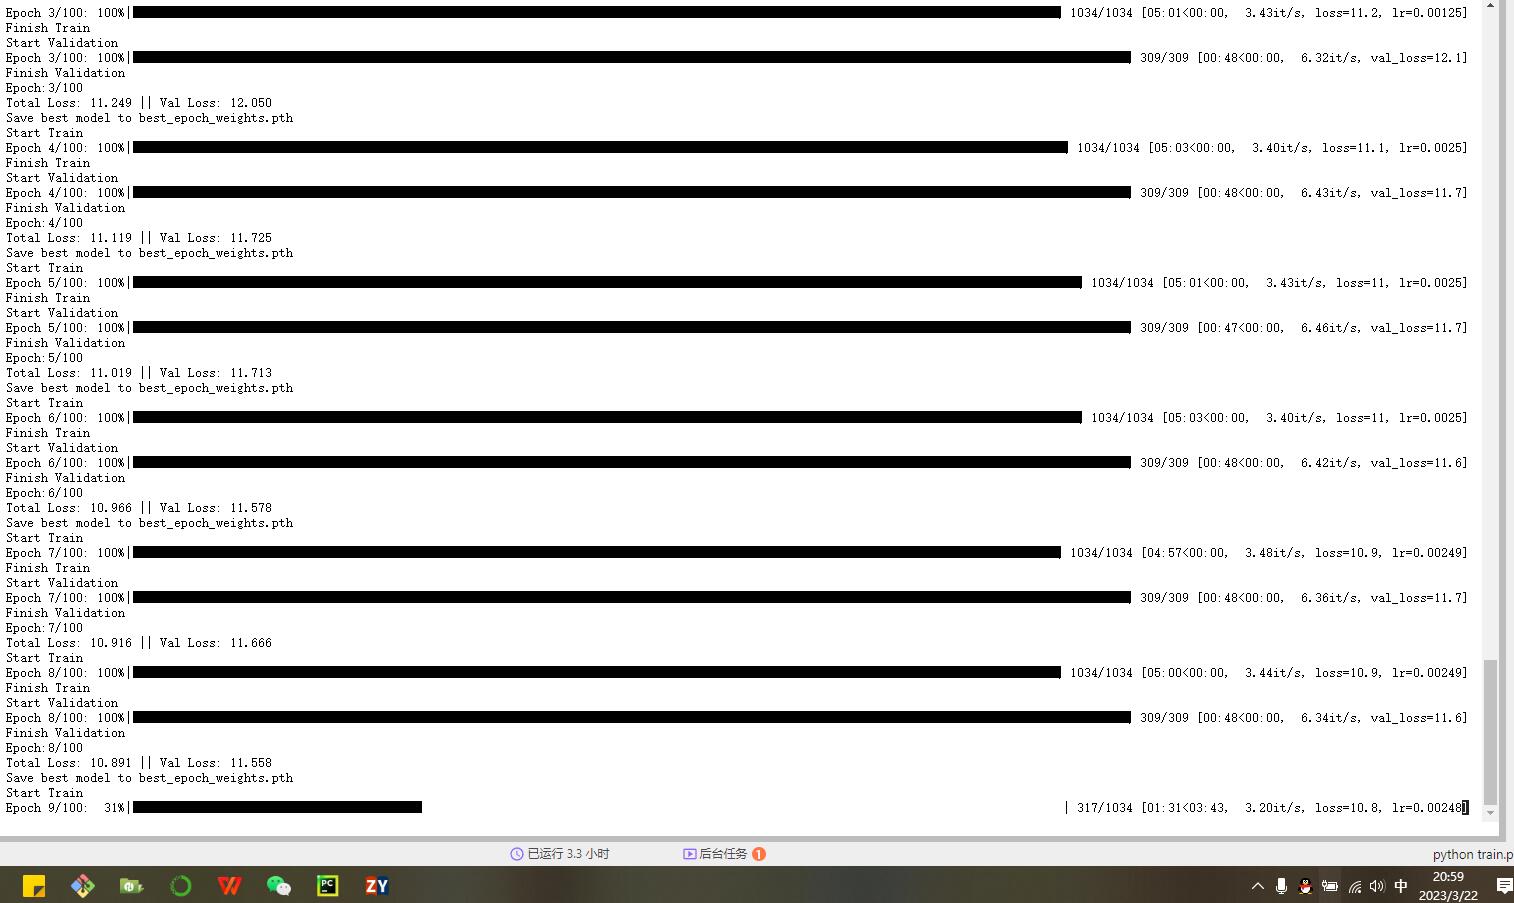 Epoch 3/100: 100%| 1034/1034 [05:01<00:00, 3.43it/s, loss=11.2, lr=0.00125]
Finish Train
Start Validation
Epoch 3/100: 100%| 309/309 [00:48<00:00, 6.32it/s, val_loss=12.1]
Finish Validation
Epoch:3/100
Total Loss: 11.249 || Val Loss: 12.050
Save best model to best_epoch_weights.pth
Start Train
Epoch 4/100: 100%| 1034/1034 [05:03<00:00, 3.40it/s, loss=11.1, lr=0.0025]
Finish Train
Start Validation
Epoch 4/100: 100%| 309/309 [00:48<00:00, 6.43it/s, val_loss=11.7]
Finish Validation
Epoch:4/100
Total Loss: 11.119 || Val Loss: 11.725
Save best model to best_epoch_weights.pth
Start Train
Epoch 5/100: 100%| 1034/1034 [05:01<00:00, 3.43it/s, loss=11, lr=0.0025]
Finish Train
Start Validation
Epoch 5/100: 100%| 309/309 [00:47<00:00, 6.46it/s, val_loss=11.7]
Finish Validation
Epoch:5/100
Total Loss: 11.019 || Val Loss: 11.713
Save best model to best_epoch_weights.pth
Start Train
Epoch 6/100: 100%| 1034/1034 [05:03<00:00, 3.40it/s, loss=11, lr=0.0025]
Finish Train
Start Validation
Epoch 6/100: 100%| 309/309 [00:48<00:00, 6.42it/s, val_loss=11.6]
Finish Validation
Epoch:6/100
Total Loss: 10.966 || Val Loss: 11.578
Save best model to best_epoch_weights.pth
Start Train
Epoch 7/100: 100%| 1034/1034 [04:57<00:00, 3.48it/s, loss=10.9, lr=0.00249]
Finish Train
Start Validation
Epoch 7/100: 100%| 309/309 [00:48<00:00, 6.36it/s, val_loss=11.7]
Finish Validation
Epoch:7/100
Total Loss: 10.916 || Val Loss: 11.666
Start Train
Epoch 8/100: 100%| 1034/1034 [05:00<00:00, 3.44it/s, loss=10.9, lr=0.00249]
Finish Train
Start Validation
Epoch 8/100: 100%| 309/309 [00:48<00:00, 6.34it/s, val_loss=11.6]
Finish Validation
Epoch:8/100
Total Loss: 10.891 || Val Loss: 11.558
Save best model to best_epoch_weights.pth
Start Train
Epoch 9/100: 31%| | 317/1034 [01:31<03:43, 3.20it/s, loss=10.8, lr=0.00248]
已运行 3.3 小时 后台任务 1 python train.p
PC ZY 中 20:59
2023/3/22